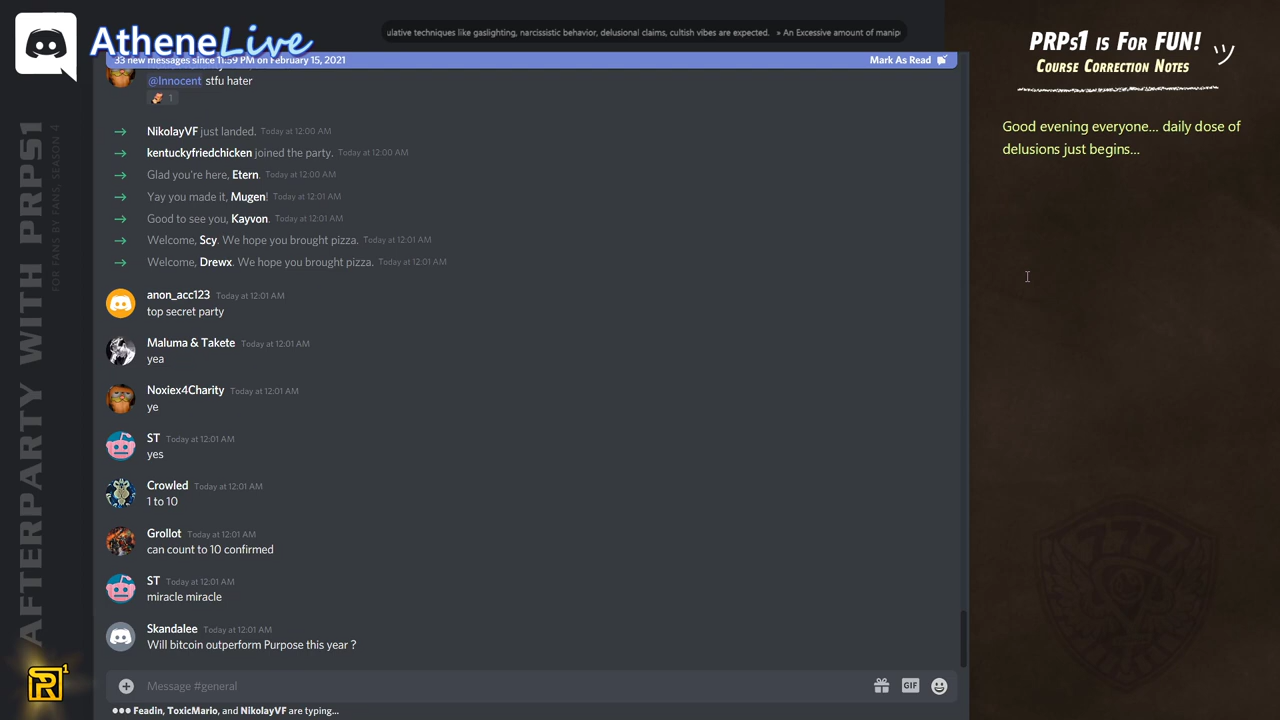 AtheneLive
ulative techniques like gaslighting, narcissistic behavior, delusional claims, cultish vibes are expected. » An Excessive amount of manip
PRPs1 is For FUN!
Course Correction Notes
ツ
Good evening everyone... daily dose of
delusions just begins...
AFTERPARTY WITH PRPS1
FOR FANS BY FANS, SEASON 4
33 new messages since 11:59 PM on February 15, 2021
Mark As Read
@Innocent stfu hater
1
NikolayVF just landed. Today at 12:00 AM
kentuckyfriedchicken joined the party. Today at 12:00 AM
Glad you're here, Etern. Today at 12:00 AM
Yay you made it, Mugen! Today at 12:01 AM
Good to see you, Kayvon. Today at 12:01 AM
Welcome, Scy. We hope you brought pizza. Today at 12:01 AM
Welcome, Drewx. We hope you brought pizza. Today at 12:01 AM
anon_acc123 Today at 12:01 AM
top secret party
Maluma & Takete Today at 12:01 AM
yea
Noxiex4Charity Today at 12:01 AM
ye
ST Today at 12:01 AM
yes
Crowled Today at 12:01 AM
1 to 10
Grollot Today at 12:01 AM
can count to 10 confirmed
ST Today at 12:01 AM
miracle miracle
Skandalee Today at 12:01 AM
Will bitcoin outperform Purpose this year ?
Message #general
GIF
Feadin, ToxicMario, and NikolayVF are typing...
R1
777